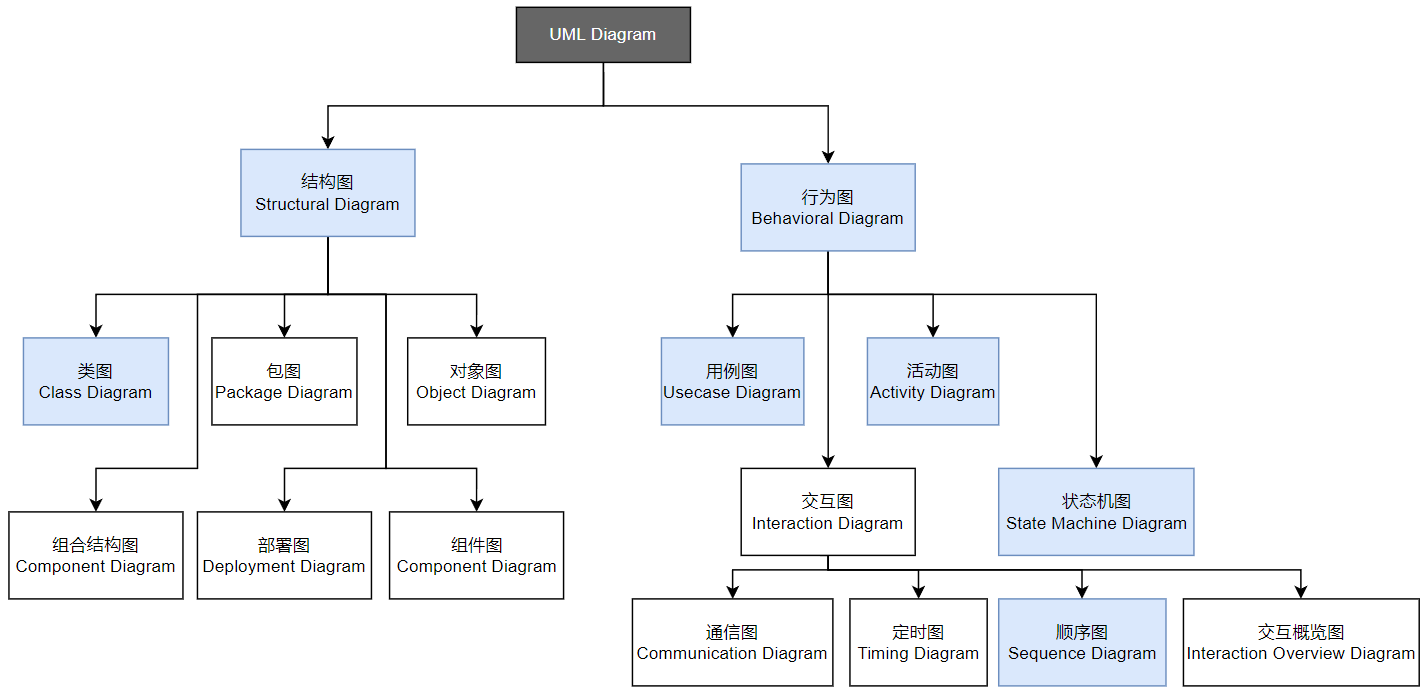 UML Diagram
结构图
Structural Diagram
行为图
Behavioral Diagram
类图
Class Diagram
包图
Package Diagram
对象图
Object Diagram
用例图
Usecase Diagram
活动图
Activity Diagram
交互图
Interaction Diagram
状态机图
State Machine Diagram
组合结构图
Component Diagram
部署图
Deployment Diagram
组件图
Component Diagram
通信图
Communication Diagram
定时图
Timing Diagram
顺序图
Sequence Diagram
交互概览图
Interaction Overview Diagram